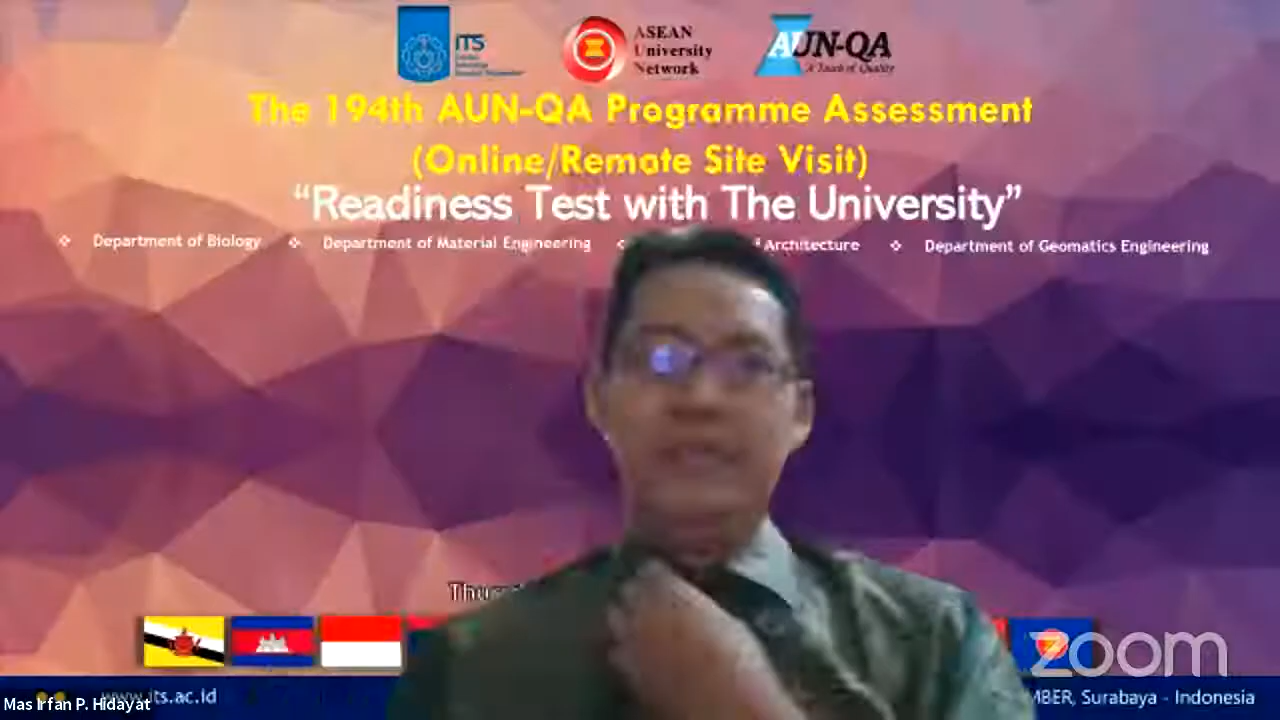 ITS
ASEAN
University
Network
AUN-QA
A Touch of Quality
The 194th AUN-QA Programme Assessment
(Online/Remote Site Visit)
“Readiness Test with The University”
❖ Department of Biology ❖ Department of Material Engineering ❖ Architecture ❖ Department of Geomatics Engineering
zoom
www.its.ac.id
MBER, Surabaya - Indonesia
Mas Irfan P. Hidayat